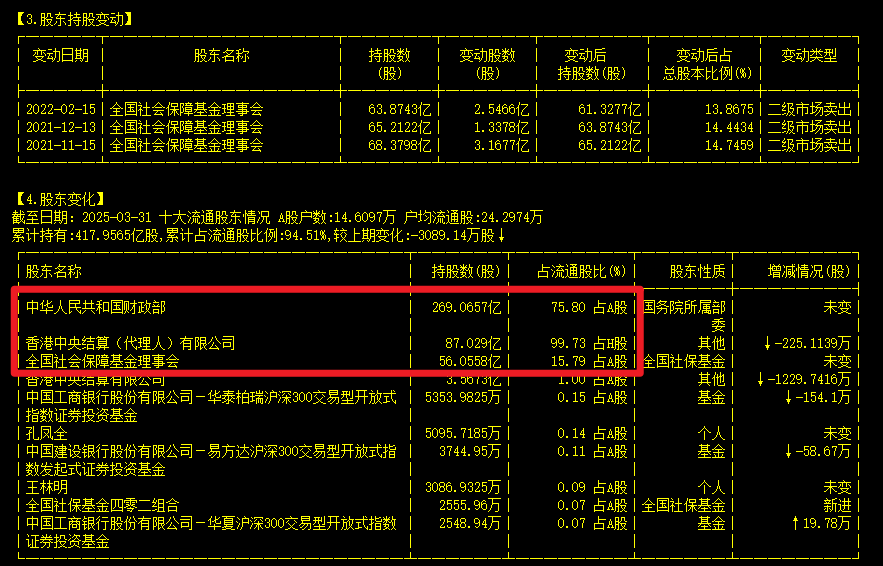 【3.股东持股变动】
变动日期 股东名称 持股数(股) 变动股数(股) 变动后持股数(股) 变动后占总股本比例(%) 变动类型
2022-02-15 全国社会保障基金理事会 63.8743亿 2.5466亿 61.3277亿 13.8675 二级市场卖出
2021-12-13 全国社会保障基金理事会 65.2122亿 1.3378亿 63.8743亿 14.4434 二级市场卖出
2021-11-15 全国社会保障基金理事会 68.3798亿 3.1677亿 65.2122亿 14.7459 二级市场卖出
【4.股东变化】
截至日期: 2025-03-31 十大流通股东情况 A股户数:14.6097万 户均流通股:24.2974万
累计持有:417.9565亿股,累计占流通股比例:94.51%,较上期变化:-3089.14万股↓
股东名称 持股数(股) 占流通股比(%) 股东性质 增减情况(股)
中华人民共和国财政部 269.0657亿 75.80 占A股 国务院所属部 未变
委
香港中央结算（代理人）有限公司 87.029亿 99.73 占H股 其他 ↓-225.1139万
全国社会保障基金理事会 56.0558亿 15.79 占A股 全国社保基金 未变
香港中央结算有限公司 3.5673亿 1.00 占A股 其他 ↓-1229.7416万
中国工商银行股份有限公司－华泰柏瑞沪深300交易型开放式 5353.9825万 0.15 占A股 基金 ↓-154.1万
指数证券投资基金
孔凤全 5095.7185万 0.14 占A股 个人 未变
中国建设银行股份有限公司－易方达沪深300交易型开放式指 3744.95万 0.11 占A股 基金 ↓-58.67万
数发起式证券投资基金
王林明 3086.9325万 0.09 占A股 个人 未变
全国社保基金四零二组合 2555.96万 0.07 占A股 全国社保基金 新进
中国工商银行股份有限公司－华夏沪深300交易型开放式指数 2548.94万 0.07 占A股 基金 ↑19.78万
证券投资基金